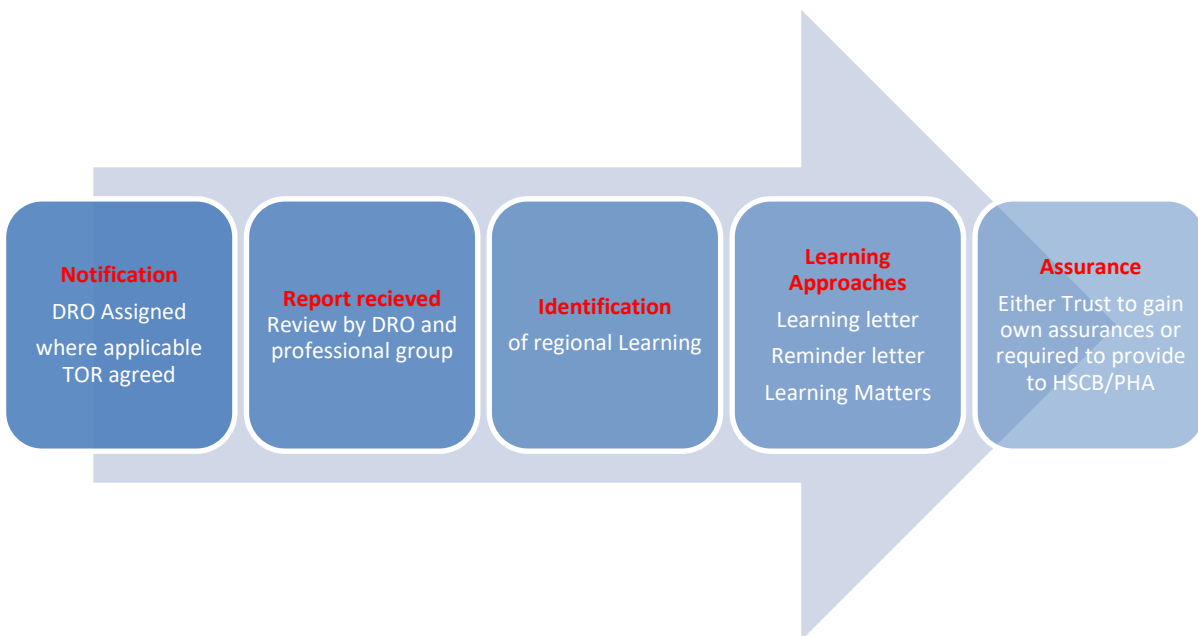 Notification
DRO Assigned
where applicable
TOR agreed
Report recieved
Review by DRO and
professional group
Identification
of regional Learning
Learning
Approaches
Learning letter
Reminder letter
Learning Matters
Assurance
Either Trust to gain
own assurances or
required to provide
to HSCB/PHA